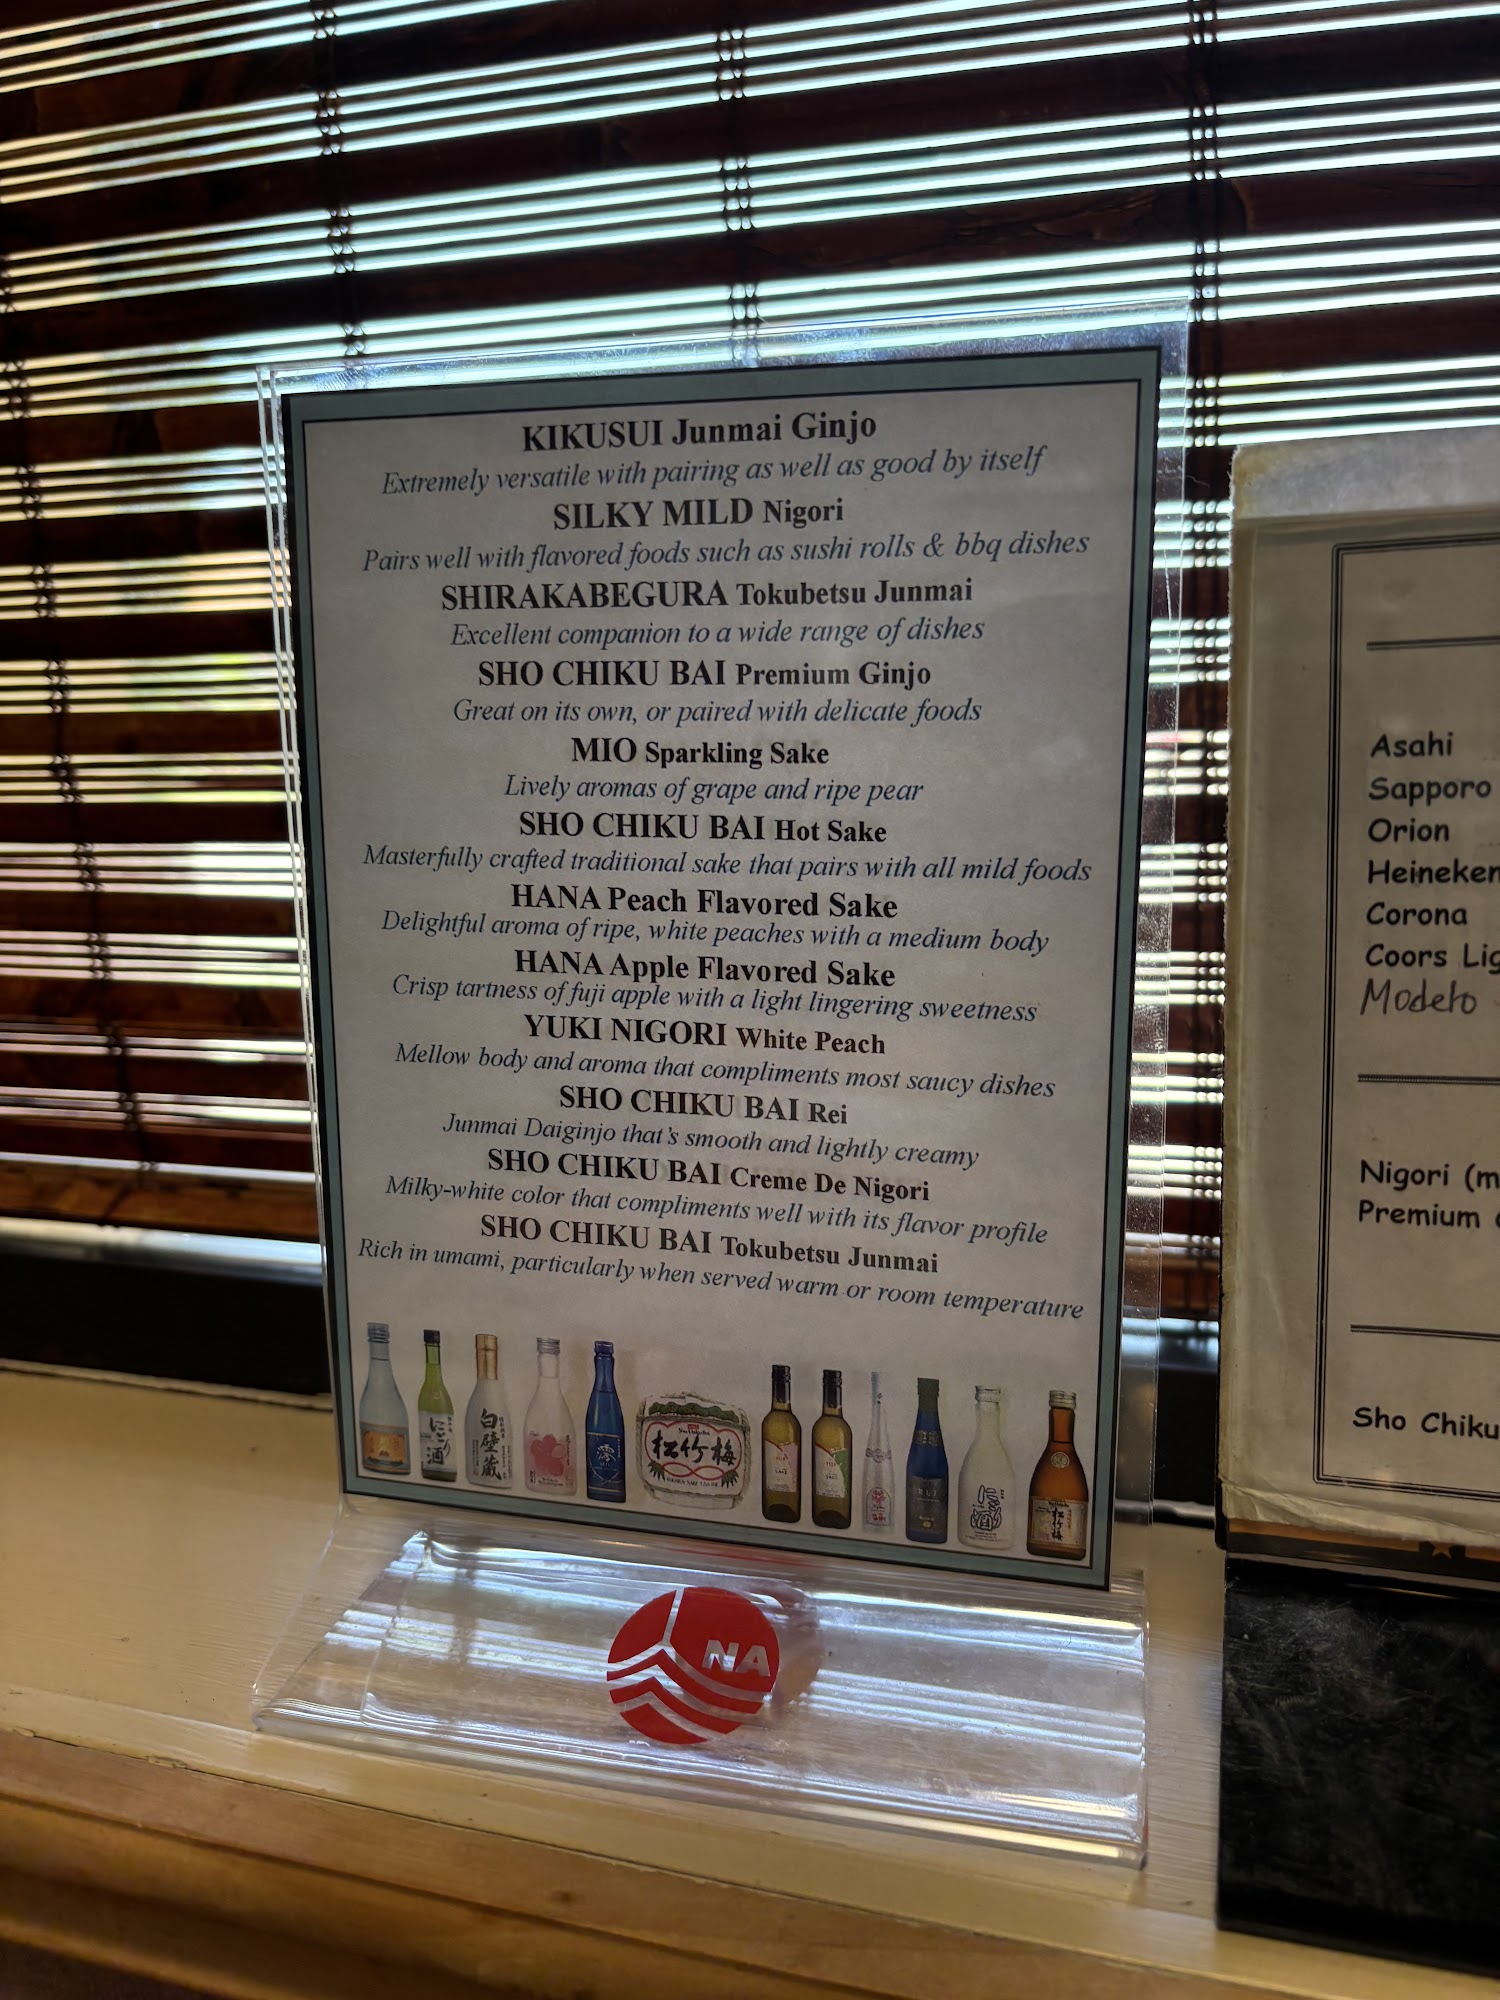 KIKUSUI Junmai Ginjo
Extremely versatile with pairing as well as good by itself
SILKY MILD Nigori
Pairs well with flavored foods such as sushi rolls & bbq dishes
SHIRAKABEGURA Tokubetsu Junmai
Excellent companion to a wide range of dishes
SHO CHIKU BAI Premium Ginjo
Great on its own, or paired with delicate foods
MIO Sparkling Sake
Lively aromas of grape and ripe pear
SHO CHIKU BAI Hot Sake
Masterfully crafted traditional sake that pairs with all mild foods
HANA Peach Flavored Sake
Delightful aroma of ripe, white peaches with a medium body
HANA Apple Flavored Sake
Crisp tartness of fuji apple with a light lingering sweetness
YUKI NIGORI White Peach
Mellow body and aroma that compliments most saucy dishes
SHO CHIKU BAI Rei
Junmai Daiginjo that's smooth and lightly creamy
SHO CHIKU BAI Creme De Nigori
Milky-white color that compliments well with its flavor profile
SHO CHIKU BAI Tokubetsu Junmai
Rich in umami, particularly when served warm or room temperature
白壁蔵
澪
松竹梅
NA
Asahi
Sapporo
Orion
Heineken
Corona
Coors Lig
Modelo
Nigori (m
Premium
Sho Chiku